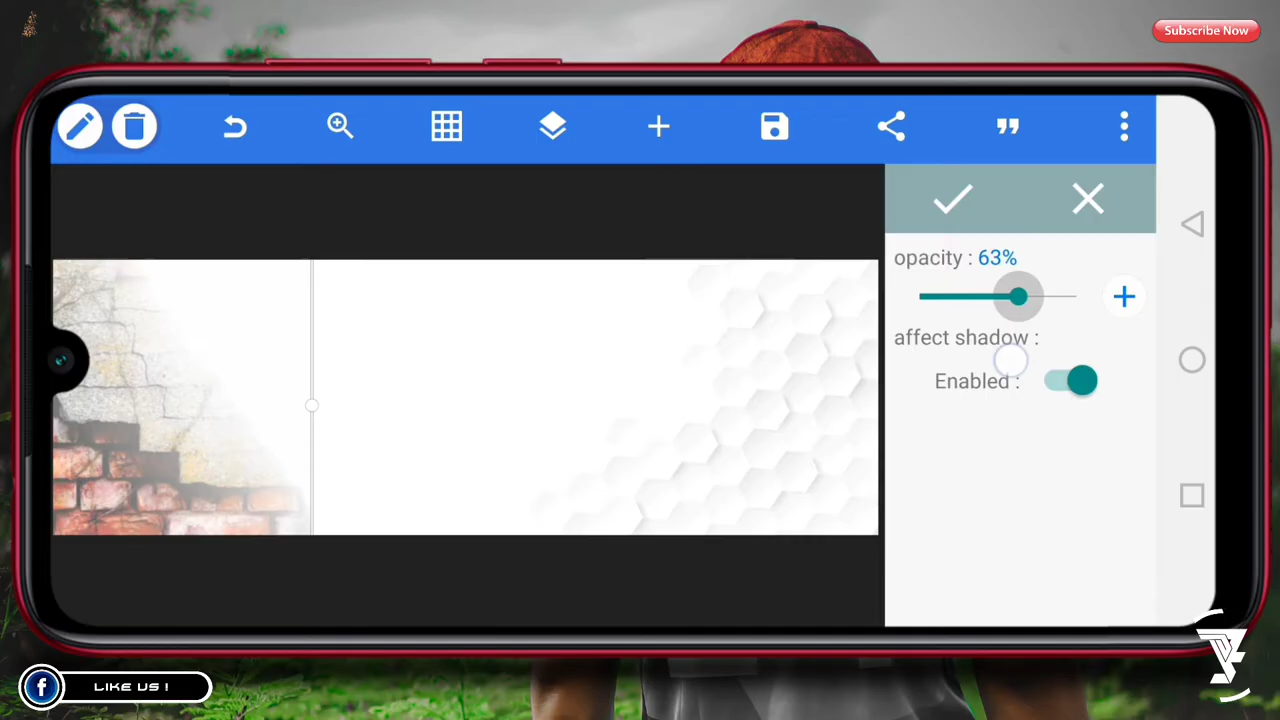 Subscribe Now
opacity : 63%
affect shadow :
Enabled :
LIKE US !